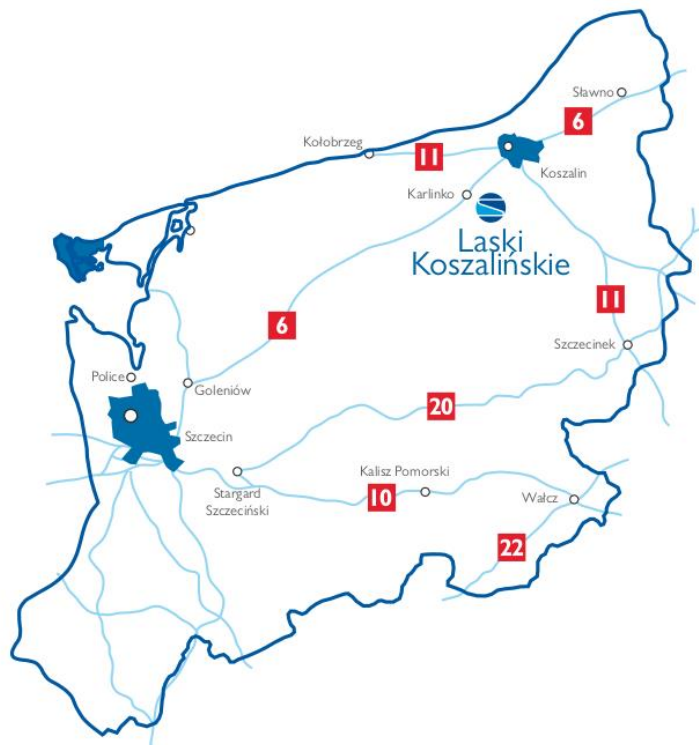 Sławno
6
Kołobrzeg
11
Koszalin
Karlinko
Laski
Koszalińskie
6
11
Szczecinek
Police
Goleniów
20
Szczecin
Kalisz Pomorski
Stargard
Szczeciński
10
Wałcz
22